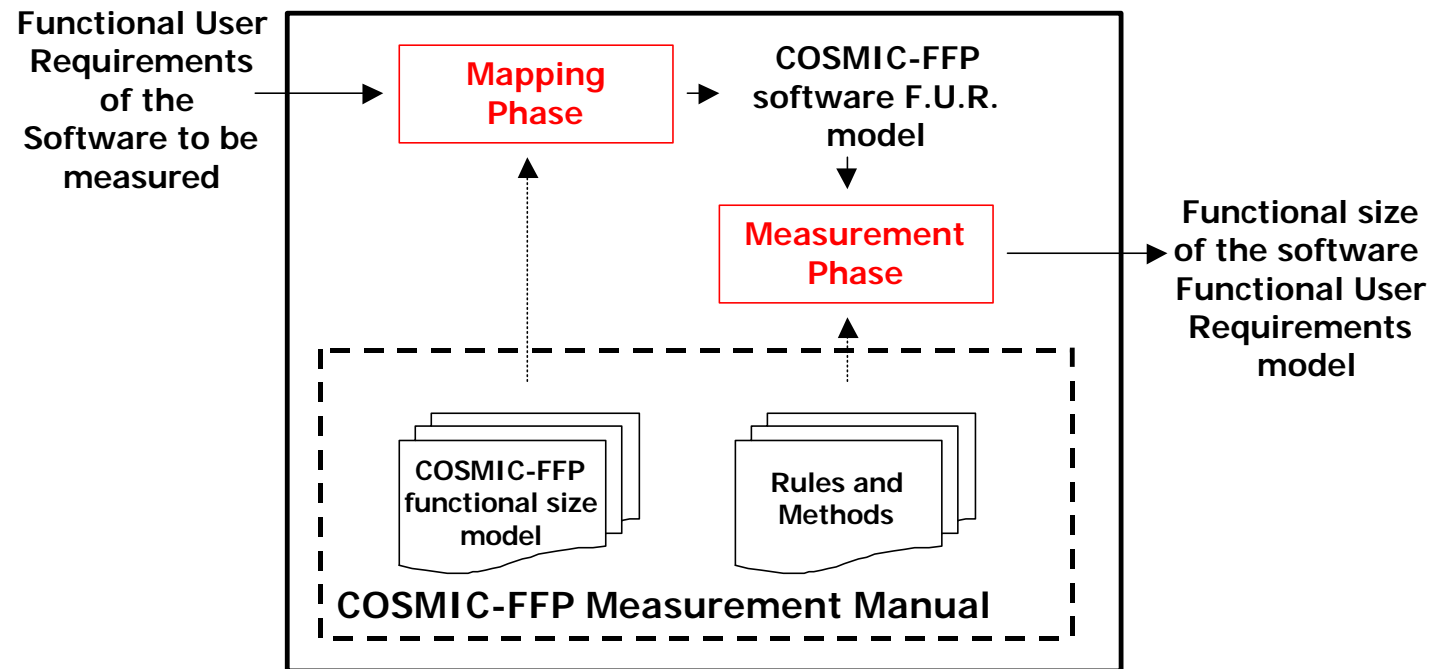 Functional User
Requirements
of the
Software to be
measured
Mapping
Phase
COSMIC-FFP
software F.U.R.
model
Measurement
Phase
Functional size
of the software
Functional User
Requirements
model
COSMIC-FFP
functional size
model
Rules and
Methods
COSMIC-FFP Measurement Manual